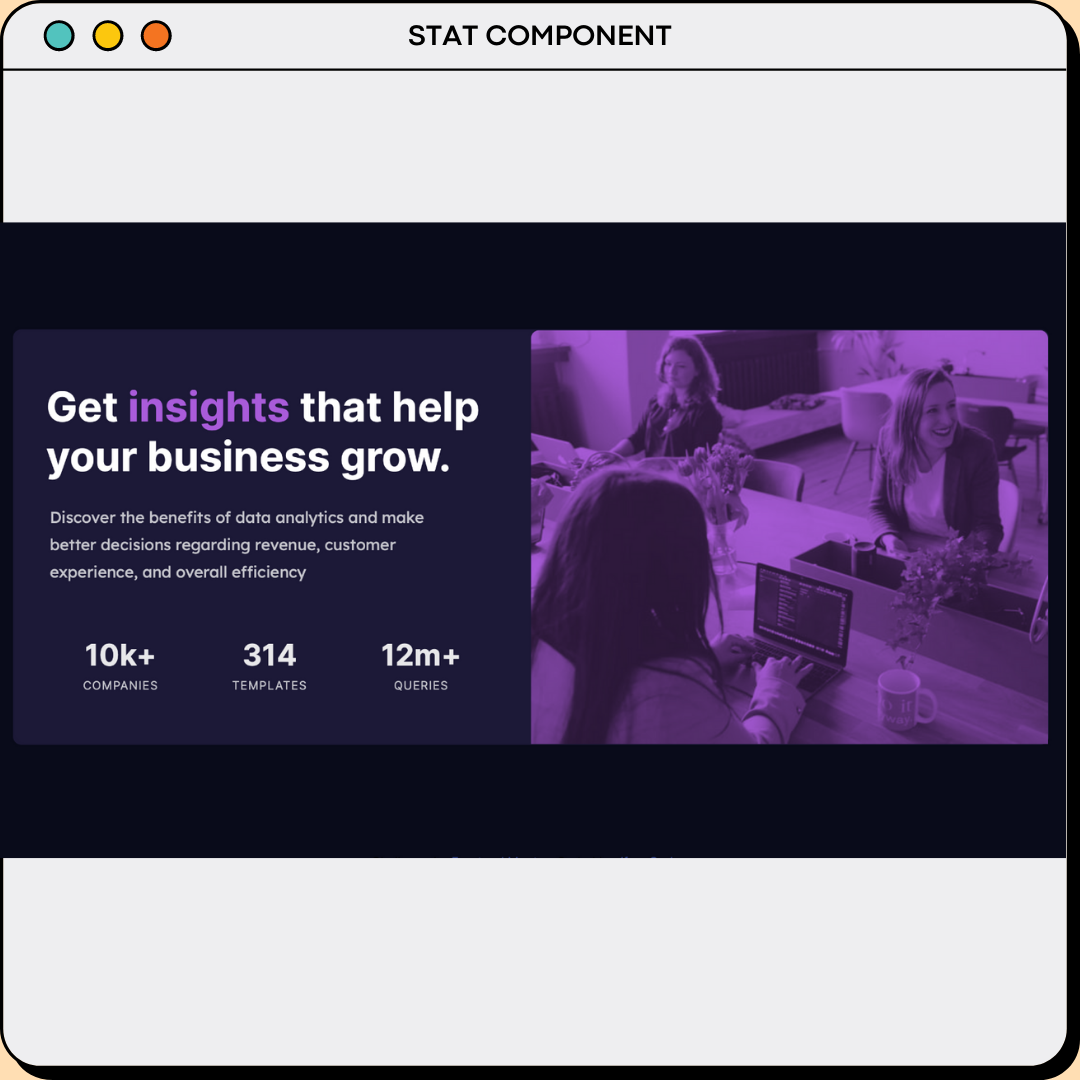 STAT COMPONENT
Get insights that help
your business grow.
Discover the benefits of data analytics and make
better decisions regarding revenue, customer
experience, and overall efficiency
10k+ 314 12m+
COMPANIES TEMPLATES QUERIES